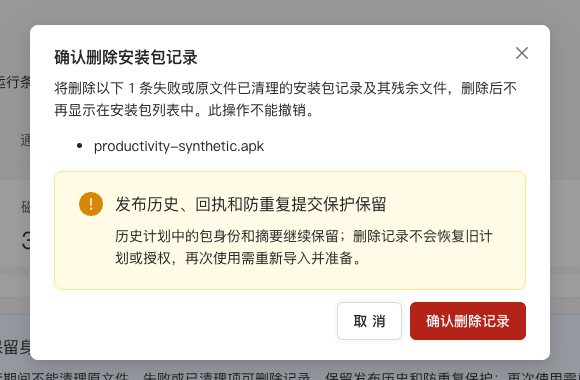 确认删除安装包记录
将删除以下 1 条失败或原文件已清理的安装包记录及其残余文件，删除后不
再显示在安装包列表中。此操作不能撤销。
productivity-synthetic.apk
发布历史、回执和防重复提交保护保留
历史计划中的包身份和摘要继续保留；删除记录不会恢复旧计
划或授权，再次使用需重新导入并准备。
取 消
确认删除记录